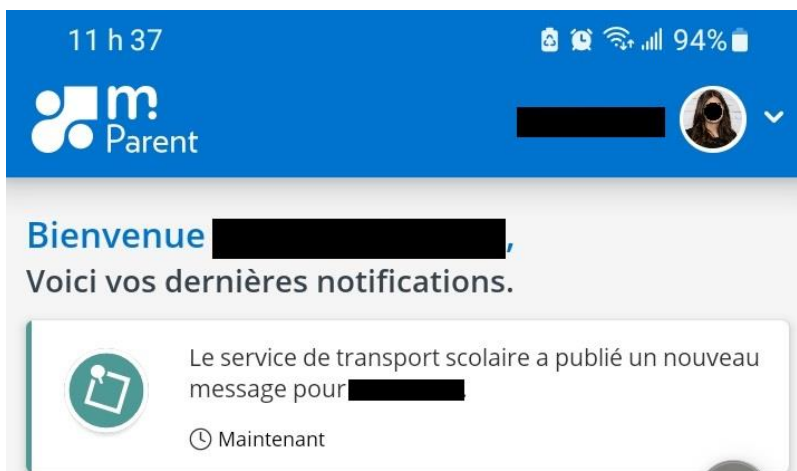 11 h 37
94%
m
Parent
Bienvenue ,
Voici vos dernières notifications.
Le service de transport scolaire a publié un nouveau
message pour
Maintenant